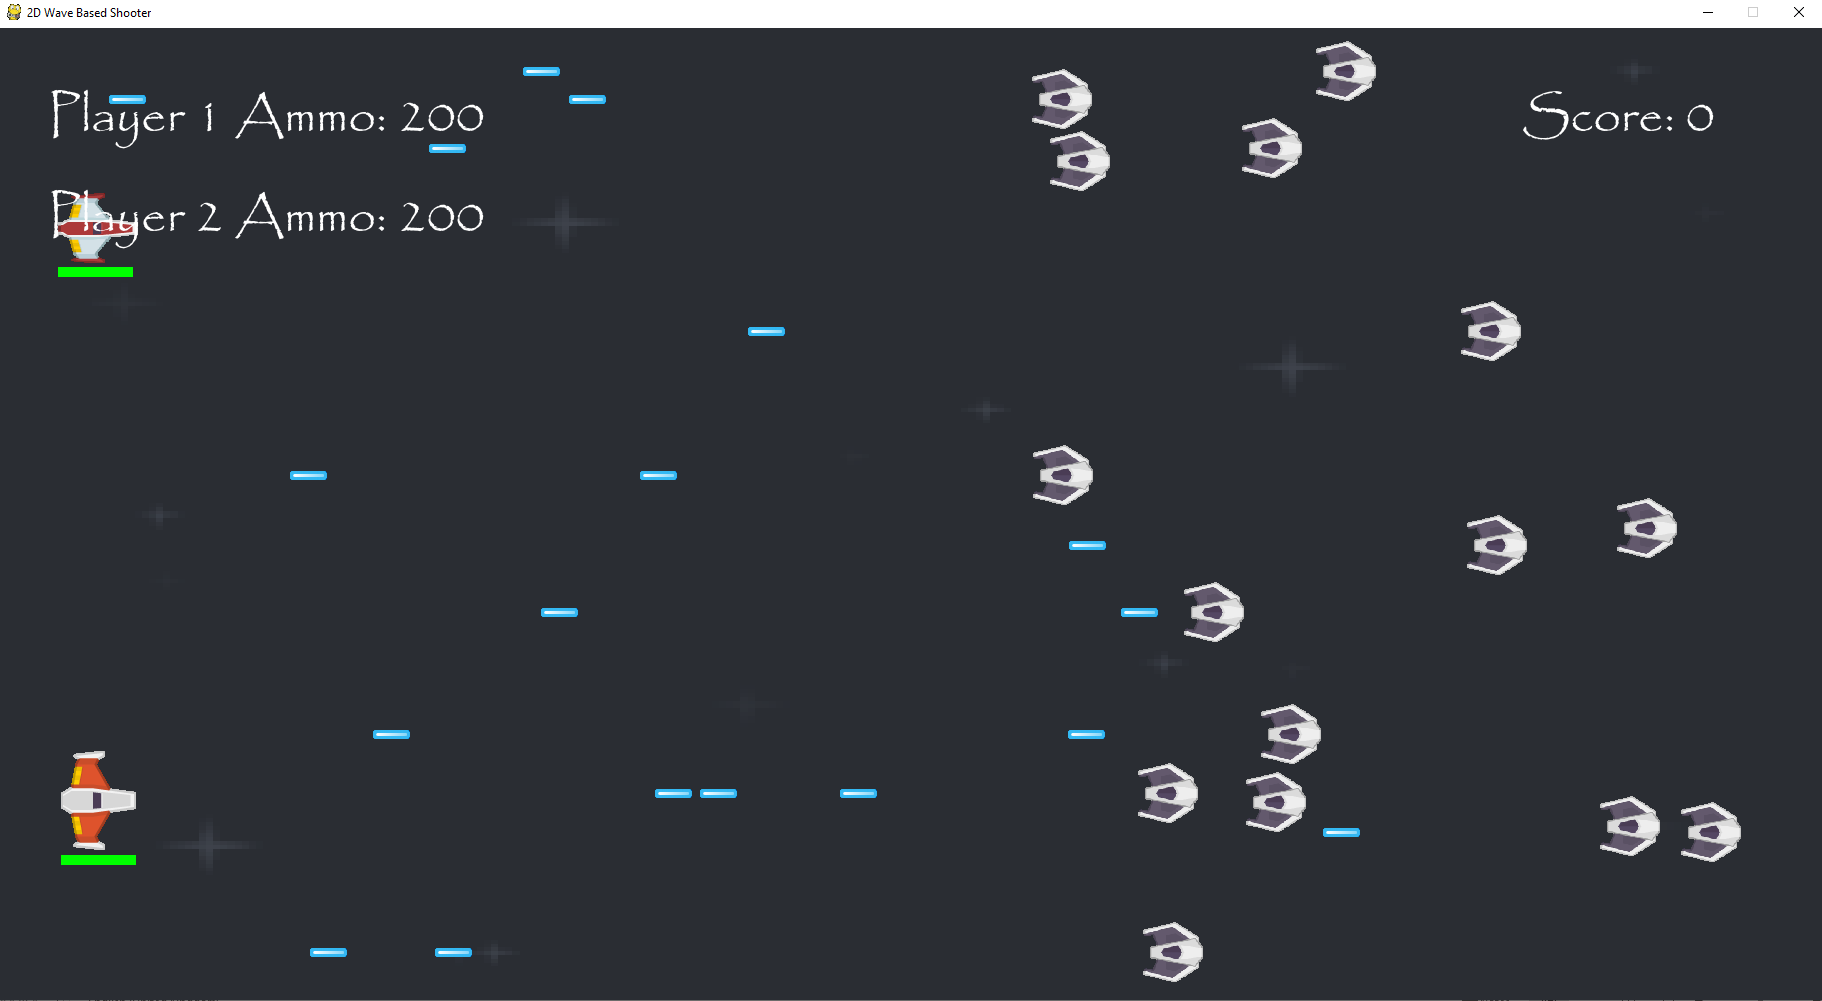 2D Wave Based Shooter
Player 1 Ammo: 200
Score: 0
Player 2 Ammo: 200